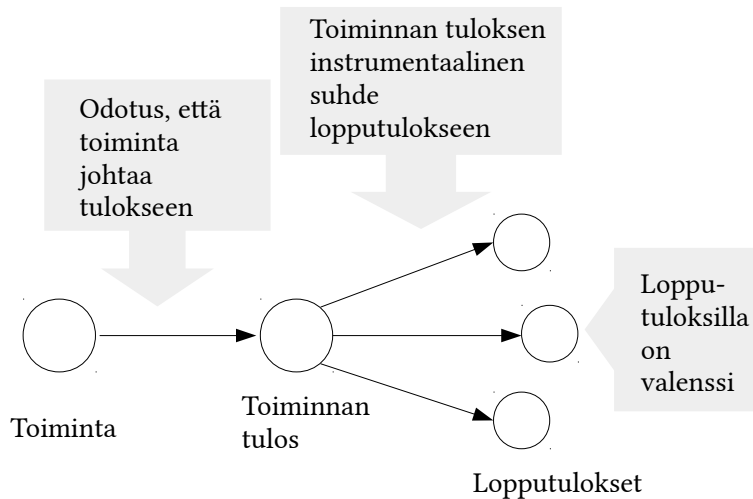 Toiminnan tuloksen
instrumentaalinen
suhde
lopputulokseen
Odotus, että
toiminta
johtaa
tulokseen
Loppu-
tuloksilla
on
valenssi
Toiminta
Toiminnan
tulos
Lopputulokset